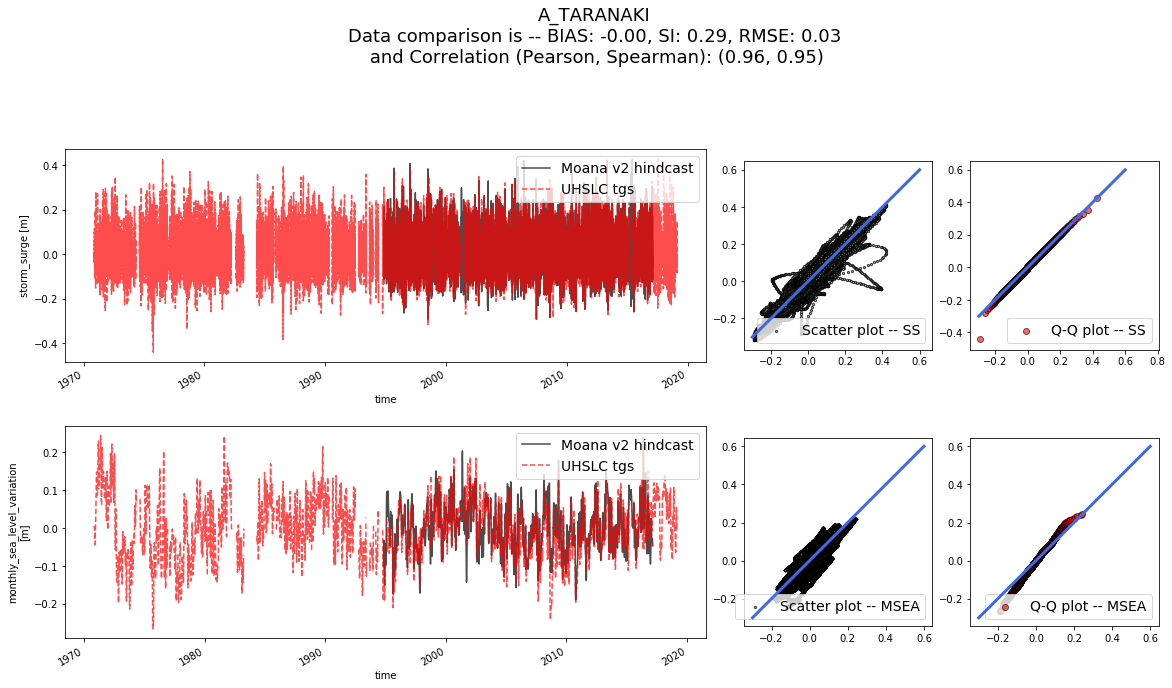 A_TARANAKI
Data comparison is -- BIAS: -0.00, SI: 0.29, RMSE: 0.03
and Correlation (Pearson, Spearman): (0.96, 0.95)
storm_surge [m]
0.4
0.2
0.0
−0.2
−0.4
Moana v2 hindcast
UHSLC tgs
1970
1980
1990
2000
2010
2020
time
0.6
0.4
0.2
0.0
−0.2
Scatter plot -- SS
−0.2 0.0 0.2 0.4 0.6
0.6
0.4
0.2
0.0
−0.2
−0.4
Q-Q plot -- SS
−0.2 0.0 0.2 0.4 0.6 0.8
monthly_sea_level_variation
[m]
0.2
0.1
0.0
−0.1
−0.2
Moana v2 hindcast
UHSLC tgs
1970
1980
1990
2000
2010
2020
time
0.6
0.4
0.2
0.0
−0.2
Scatter plot -- MSEA
−0.2 0.0 0.2 0.4 0.6
0.6
0.4
0.2
0.0
−0.2
Q-Q plot -- MSEA
−0.2 0.0 0.2 0.4 0.6